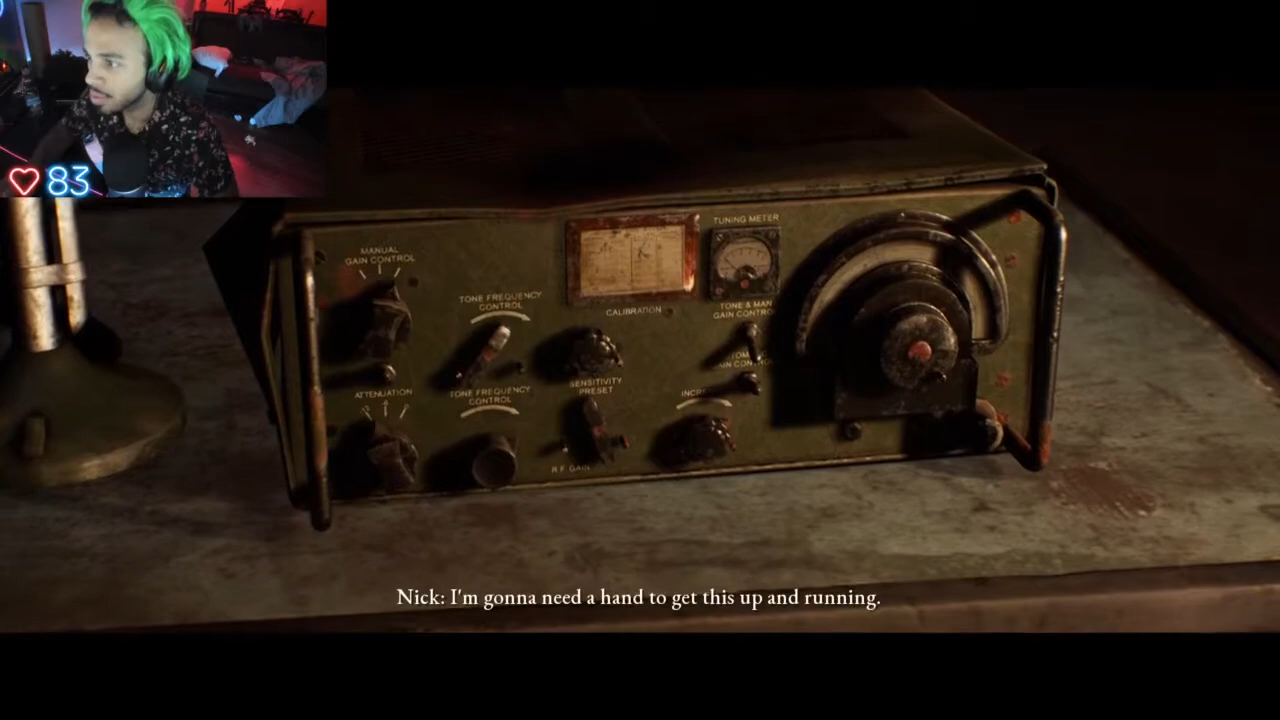 83
TUNING METER
MANUAL
GAIN CONTROL
TONE FREQUENCY
CONTROL
CALIBRATION
TONE & MAN
GAIN CONTROL
SENSITIVITY
PRESET
ATTENUATION
TONE FREQUENCY
CONTROL
R F GAIN
Nick: I'm gonna need a hand to get this up and running.